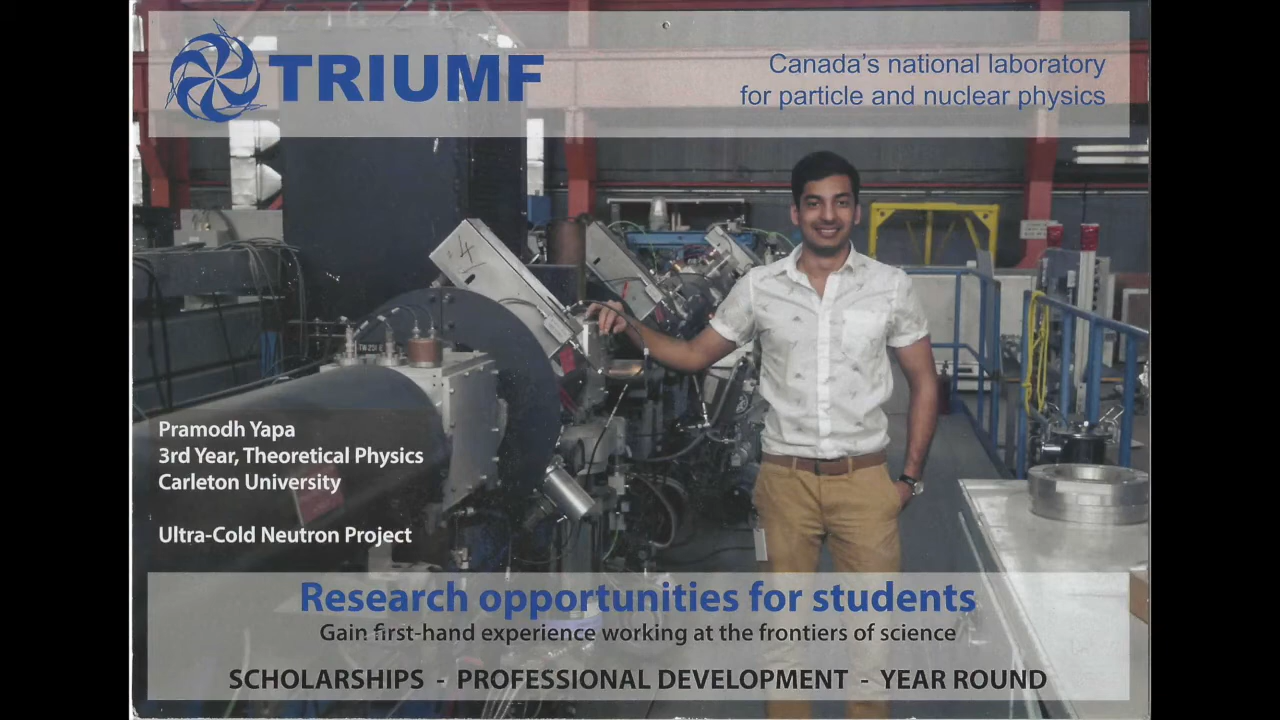 TRIUMF
Canada's national laboratory
for particle and nuclear physics
Pramodh Yapa
3rd Year, Theoretical Physics
Carleton University
Ultra-Cold Neutron Project
Research opportunities for students
Gain first-hand experience working at the frontiers of science
SCHOLARSHIPS - PROFESSIONAL DEVELOPMENT - YEAR ROUND